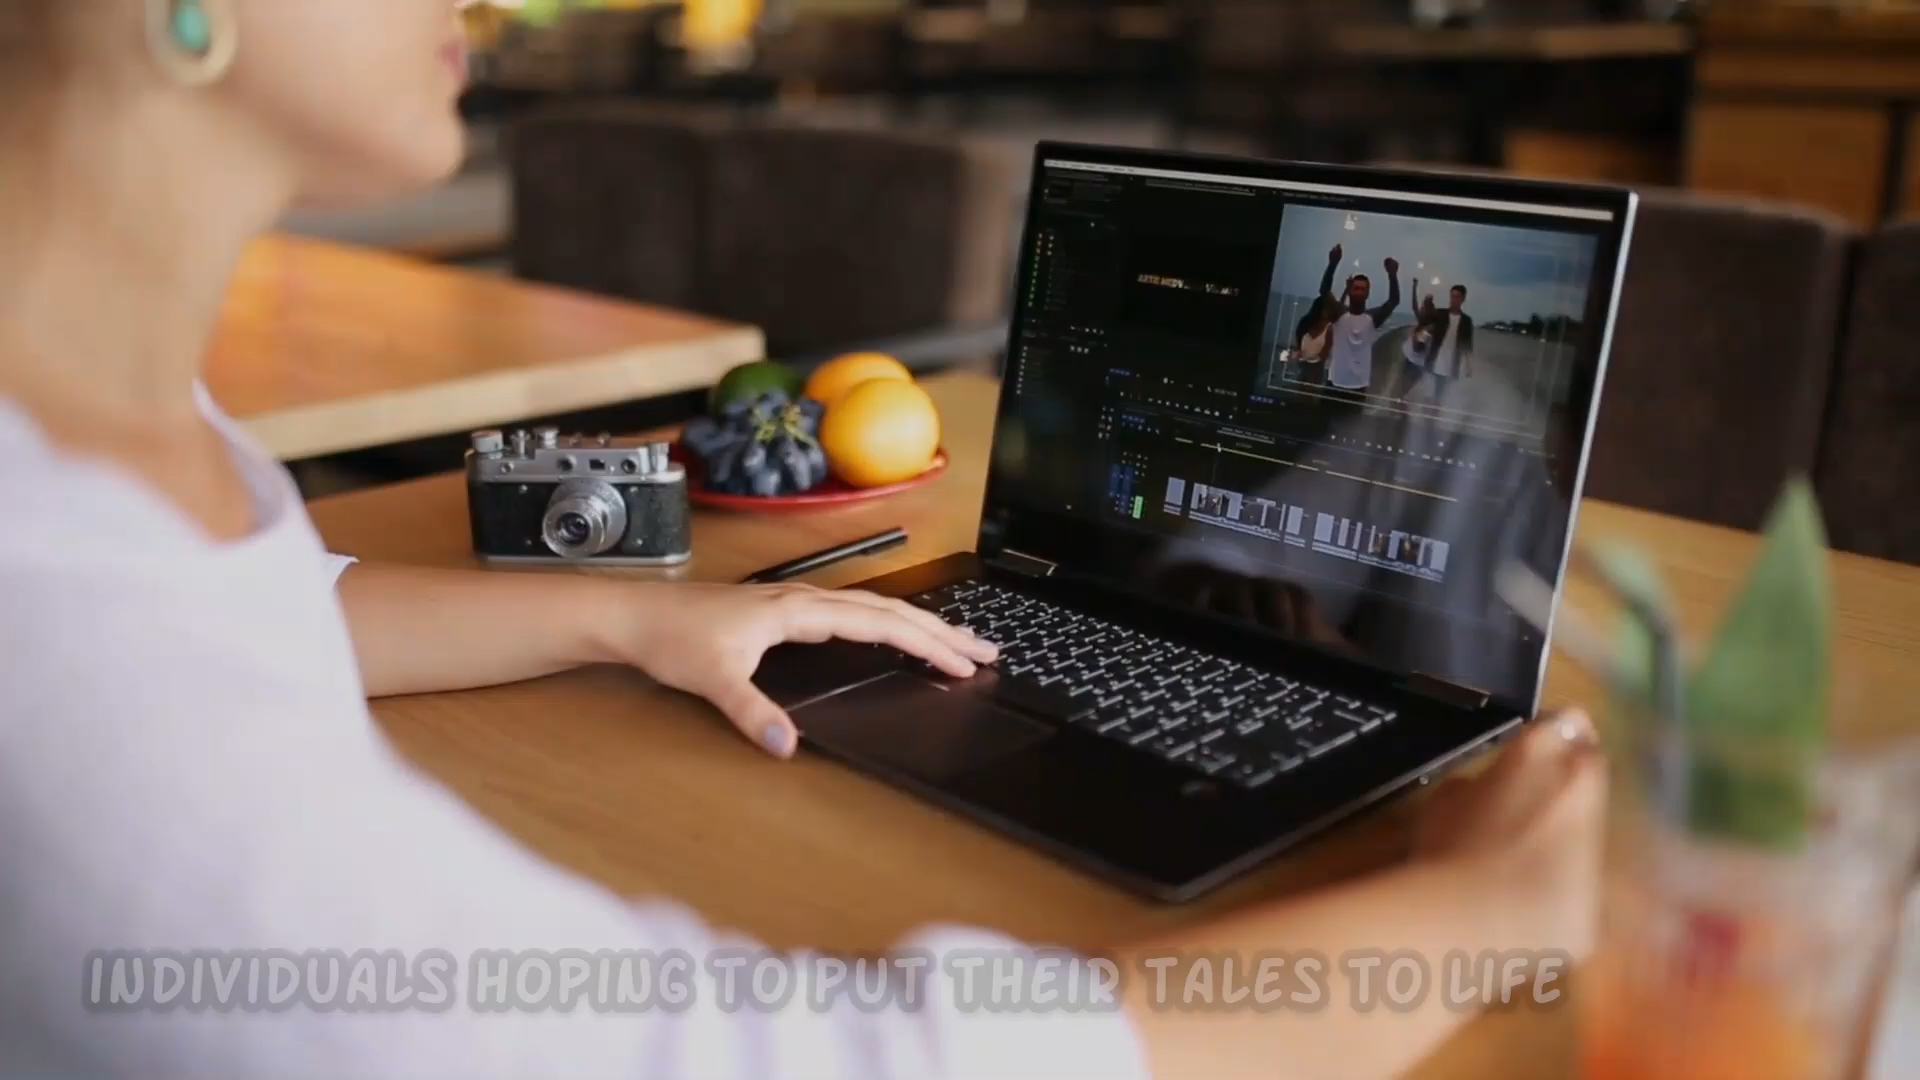 INDIVIDUALS HOPING TO PUT THEIR TALES TO LIFE